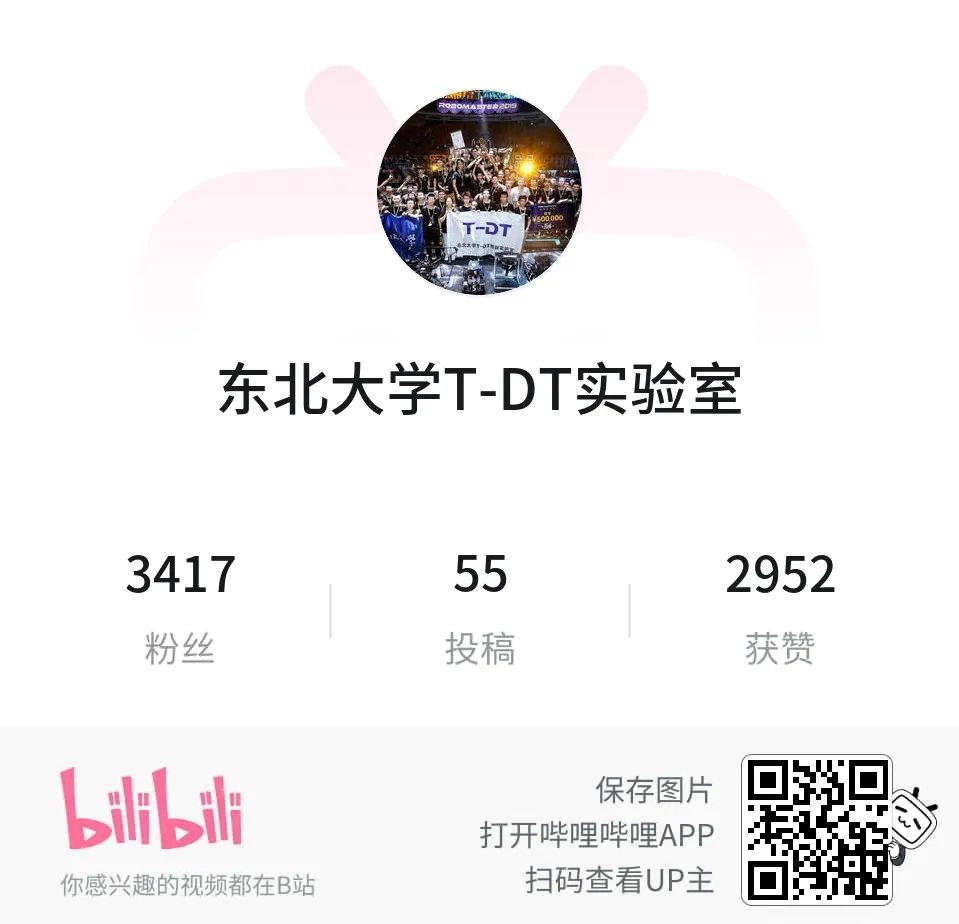 ROBOMASTER 2019
T-DT
东北大学T-DT创新实验室
¥500,000
东北大学T-DT实验室
3417
55
2952
粉丝
投稿
获赞
bilibili
你感兴趣的视频都在B站
保存图片
打开哔哩哔哩APP
扫码查看UP主